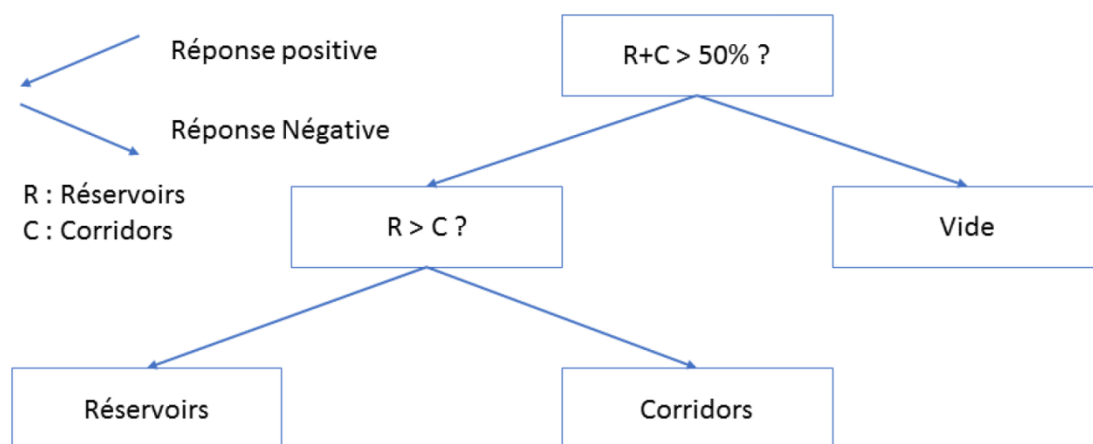 Réponse positive
Réponse Négative
R : Réservoirs
C : Corridors
R+C > 50% ?
R > C ?
Vide
Réservoirs
Corridors